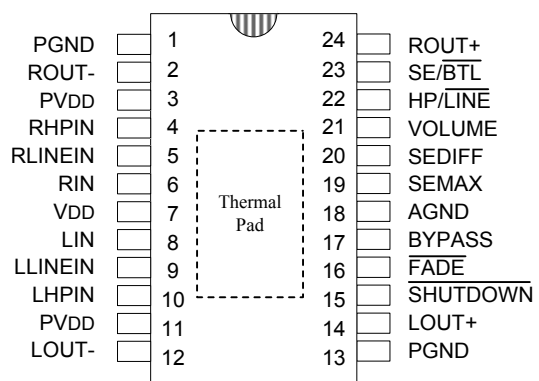 PGND 1 24 ROUT+
ROUT- 2 23 SE/BTL
PVDD 3 22 HP/LINE
RHPIN 4 21 VOLUME
RLINEIN 5 20 SEDIFF
RIN 6 19 SEMAX
VDD 7 Thermal Pad 18 AGND
LIN 8 17 BYPASS
LLINEIN 9 16 FADE
LHPIN 10 15 SHUTDOWN
PVDD 11 14 LOUT+
LOUT- 12 13 PGND